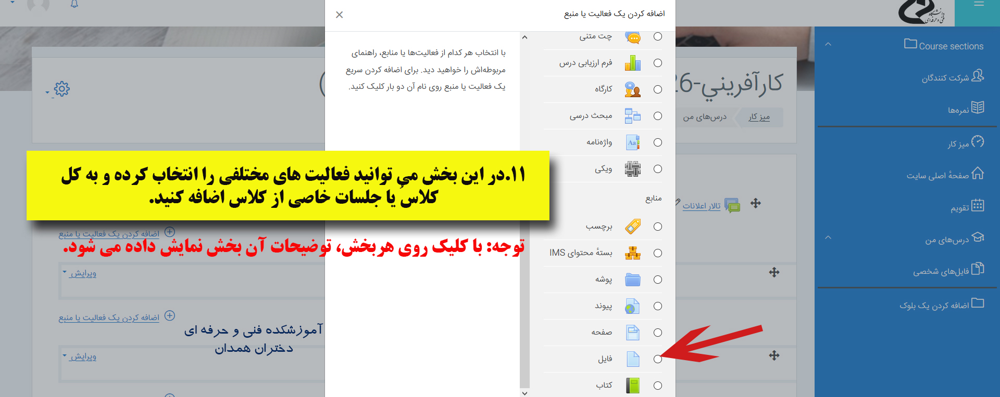 اضافه کردن یک فعالیت یا منبع
دانشگاه
فنی و حرفه‌ای
چت متنی
فرم ارزیابی درس
کارگاه
مبحث درسی
واژه‌نامه
ویکی
منابع
برچسب
بستهٔ محتوای IMS
پوشه
پیوند
صفحه
فایل
کتاب
با انتخاب هر کدام از فعالیت‌ها یا منابع، راهنمای
مربوطه‌اش را خواهید دید. برای اضافه کردن سریع
یک فعالیت یا منبع روی نام آن دو بار کلیک کنید.
Course sections
شرکت کنندگان
نمره‌ها
میز کار
صفحهٔ اصلی سایت
تقویم
درس‌های من
فایل‌های شخصی
اضافه کردن یک بلوک
کارآفريني-26
میز کار
درس‌های من
تالار اعلانات
۱۱.در این بخش می توانید فعالیت های مختلفی را انتخاب کرده و به کل
کلاس یا جلسات خاصی از کلاس اضافه کنید.
اضافه کردن یک فعالیت یا منبع
توجه: با کلیک روی هربخش، توضیحات آن بخش نمایش داده می شود.
ویرایش
اضافه کردن یک فعالیت یا منبع
آموزشکده فنی و حرفه ای
دختران همدان
ویرایش